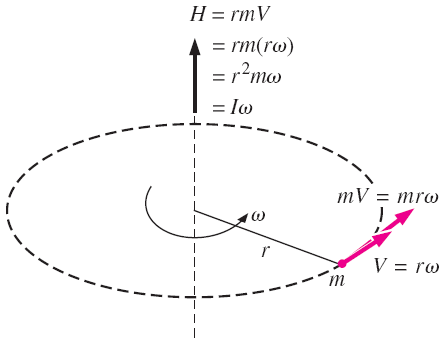 H = rmV
= rm(rω)
= r²mω
= Iω
mV = mrω
ω
r
V = rω
m